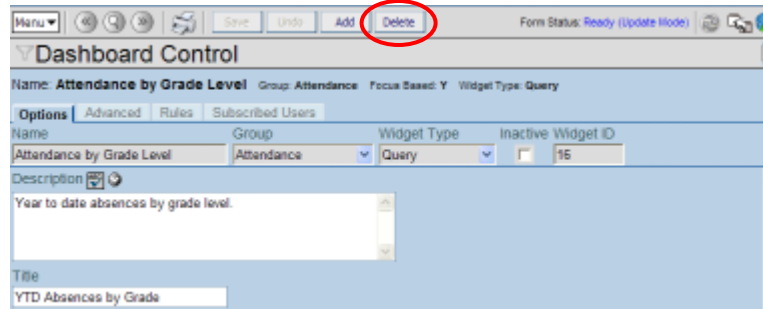 Menu Save Undo Add Delete Form Status: Ready (Update Mode)
Dashboard Control
Name: Attendance by Grade Level Group: Attendance Focus Based: Y Widget Type: Query
Options Advanced Rules Subscribed Users
Name Group Widget Type Inactive Widget ID
Attendance by Grade Level Attendance Query 16
Description
Year to date absences by grade level.
Title
YTD Absences by Grade